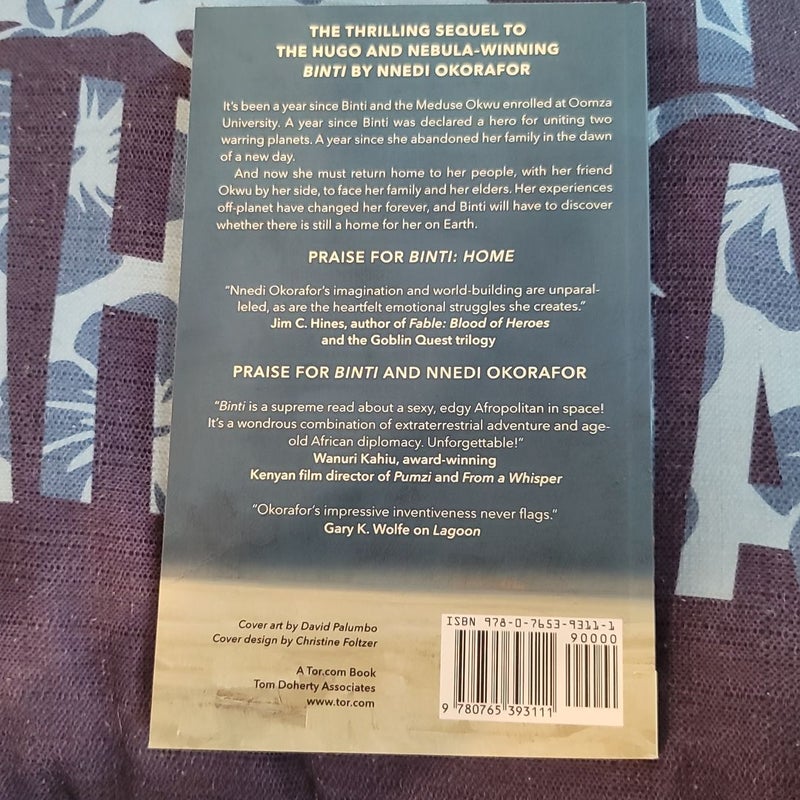 THE THRILLING SEQUEL TO
THE HUGO AND NEBULA-WINNING
BINTI BY NNEDI OKORAFOR
It's been a year since Binti and the Meduse Okwu enrolled at Oomza
University. A year since Binti was declared a hero for uniting two
warring planets. A year since she abandoned her family in the dawn
of a new day.
And now she must return home to her people, with her friend
Okwu by her side, to face her family and her elders. Her experiences
off-planet have changed her forever, and Binti will have to discover
whether there is still a home for her on Earth.
PRAISE FOR BINTI: HOME
"Nnedi Okorafor's imagination and world-building are unparal-
leled, as are the heartfelt emotional struggles she creates."
Jim C. Hines, author of Fable: Blood of Heroes
and the Goblin Quest trilogy
PRAISE FOR BINTI AND NNEDI OKORAFOR
"Binti is a supreme read about a sexy, edgy Afropolitan in space!
It's a wondrous combination of extraterrestrial adventure and age-
old African diplomacy. Unforgettable!"
Wanuri Kahiu, award-winning
Kenyan film director of Pumzi and From a Whisper
"Okorafor's impressive inventiveness never flags."
Gary K. Wolfe on Lagoon
Cover art by David Palumbo
Cover design by Christine Foltzer
A Tor.com Book
Tom Doherty Associates
www.tor.com
ISBN 978-0-7653-9311-1
90000
9 780765 393111